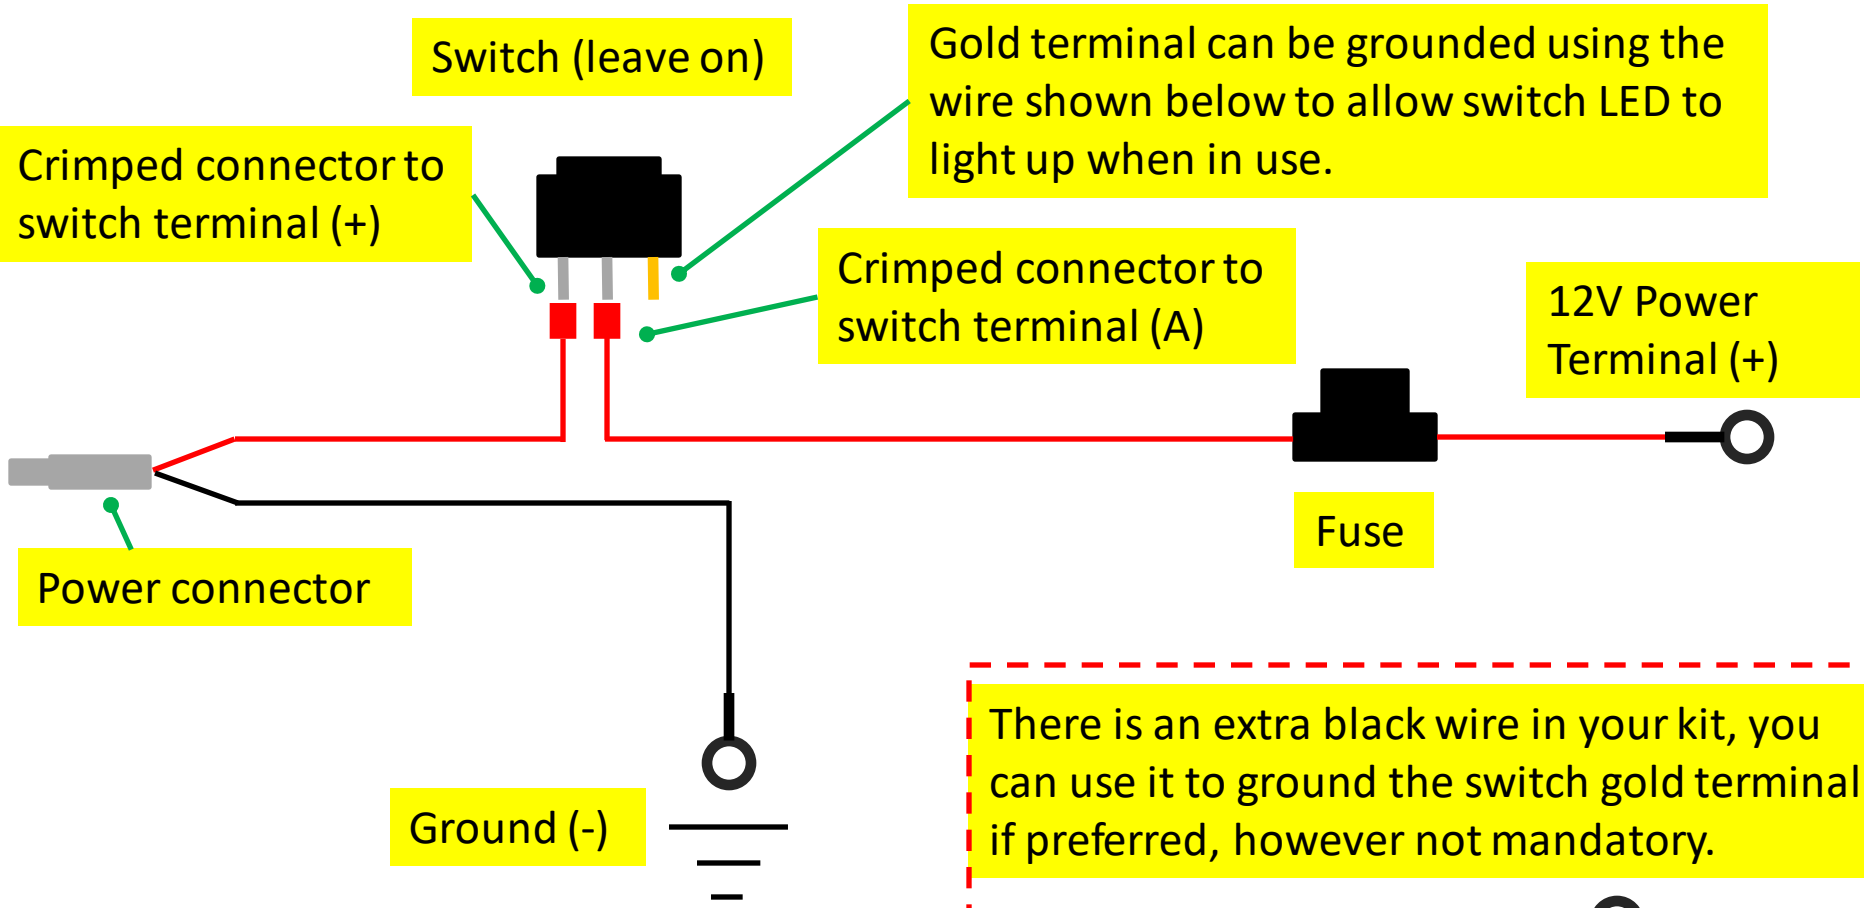 Switch (leave on)
Gold terminal can be grounded using the
wire shown below to allow switch LED to
light up when in use.
Crimped connector to
switch terminal (+)
Crimped connector to
switch terminal (A)
12V Power
Terminal (+)
Fuse
Power connector
Ground (-)
There is an extra black wire in your kit, you
can use it to ground the switch gold terminal
if preferred, however not mandatory.